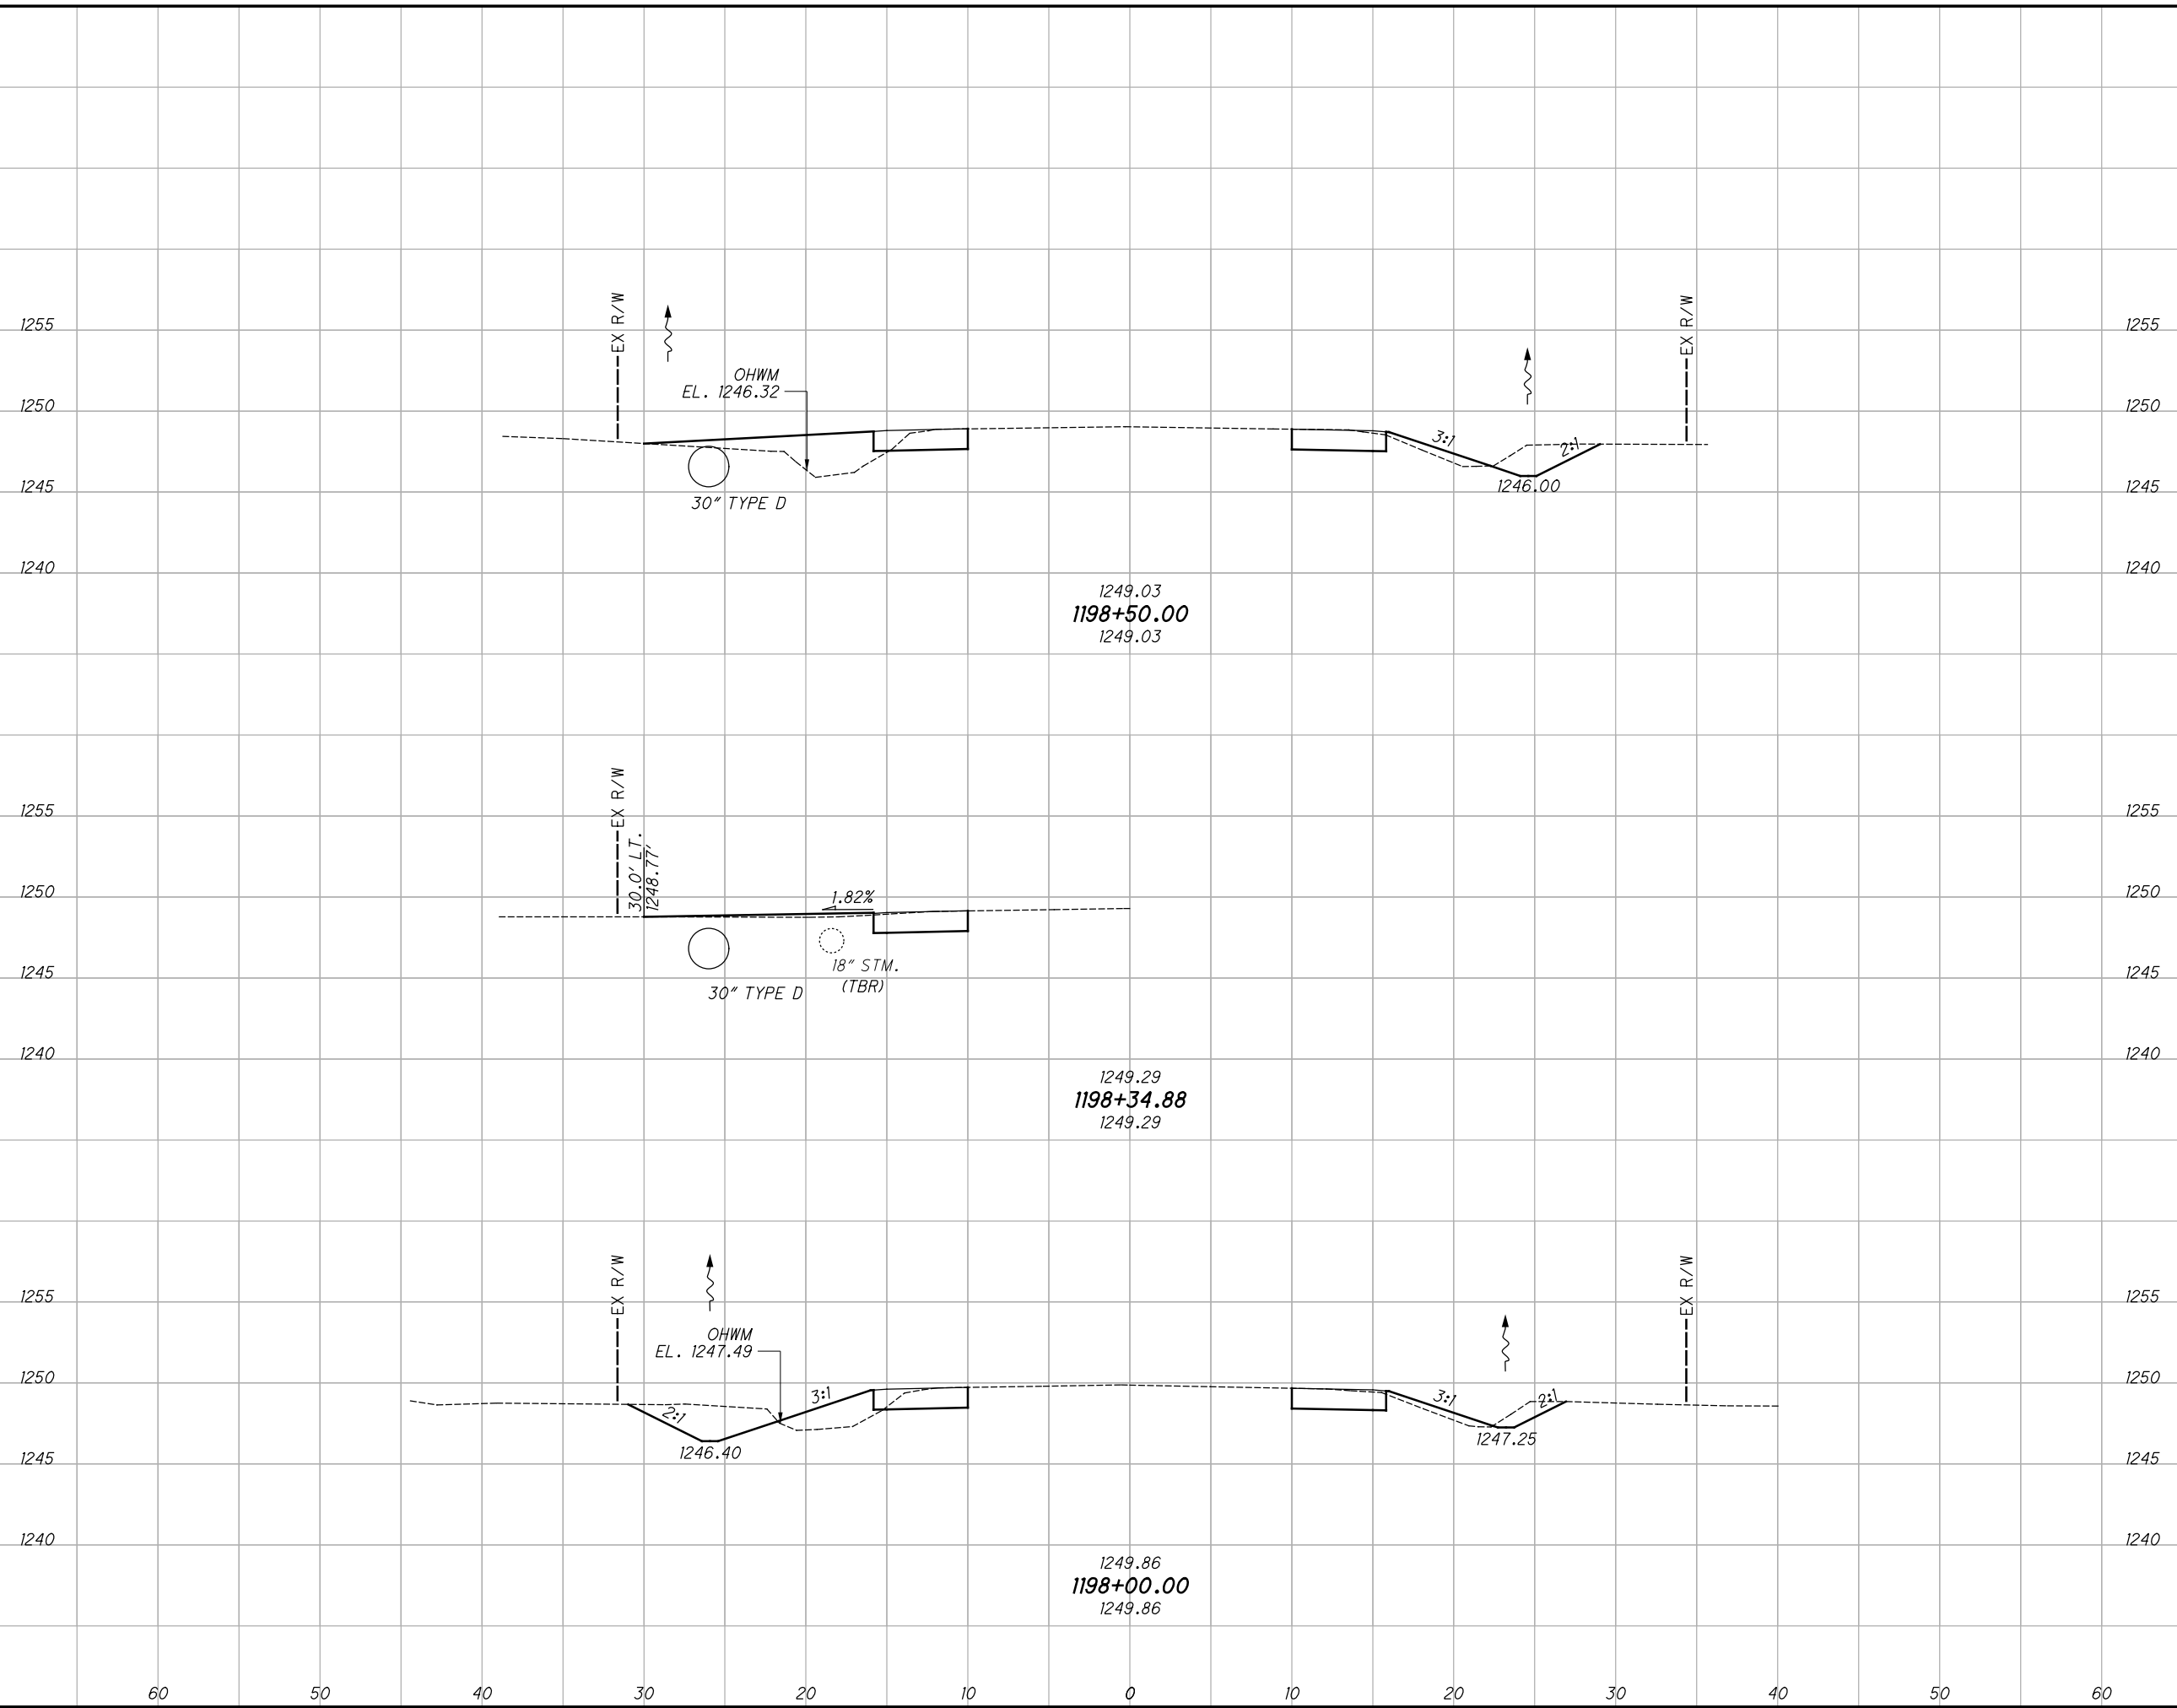 EX R/W
EX R/W
1255
1255
OHWM
EL. 1246.32
1250
1250
3:1
2:1
1245
1246.00
1245
30" TYPE D
1240
1240
1249.03
1198+50.00
1249.03
EX R/W
1255
1255
30.0' LT.
1248.77'
1250
1.82%
1250
18" STM.
(TBR)
1245
1245
30" TYPE D
1240
1240
1249.29
1198+34.88
1249.29
EX R/W
EX R/W
1255
1255
OHWM
EL. 1247.49
1250
1250
2:1
3:1
3:1
2:1
1246.40
1247.25
1245
1245
1240
1240
1249.86
1198+00.00
1249.86
60 50 40 30 20 10 0 10 20 30 40 50 60